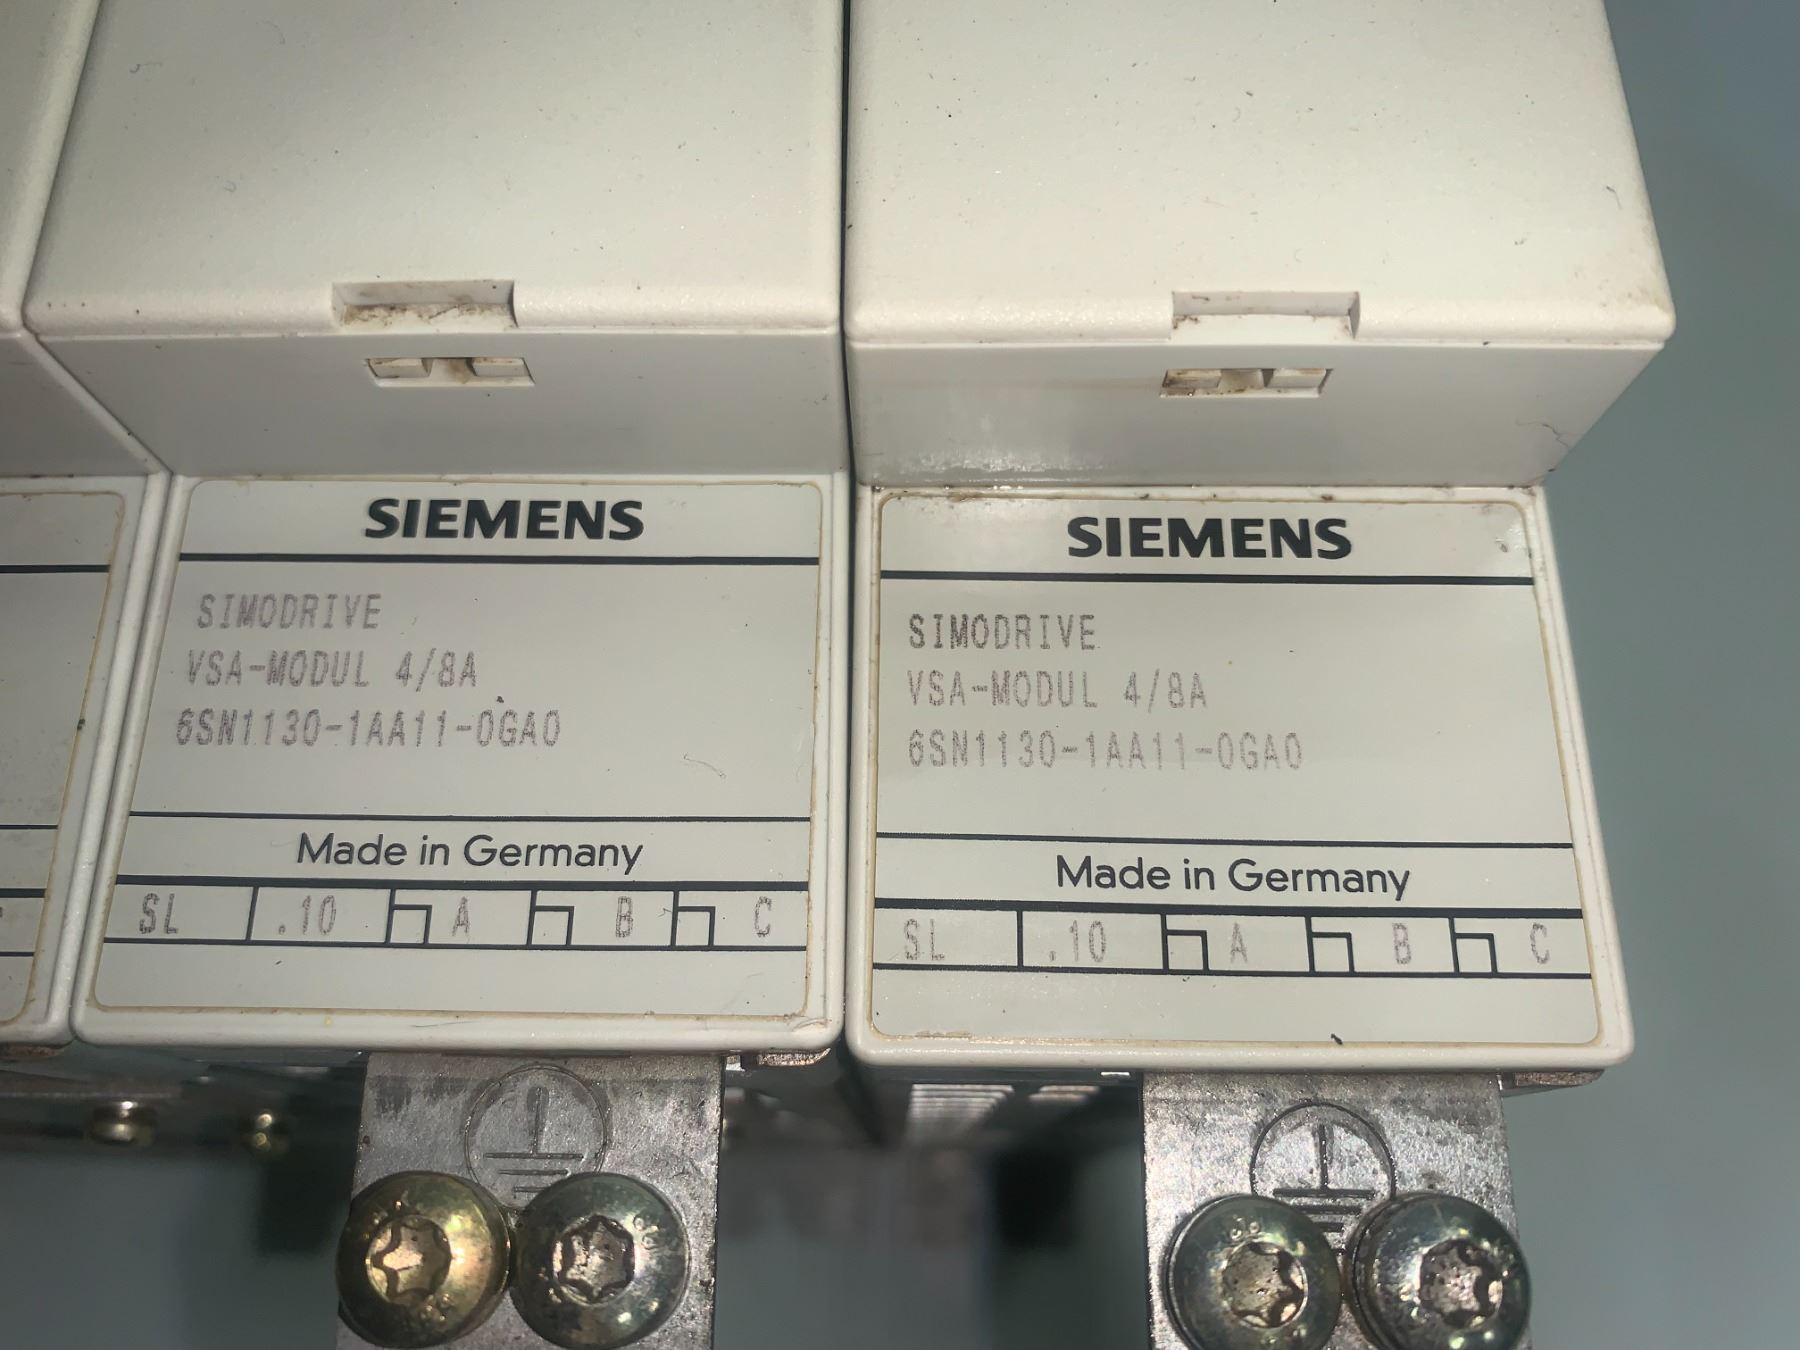 SIEMENS
SIMODRIVE
VSA-MODUL 4/8A
6SN1130-1AA11-0GA0
Made in Germany
SL .10 A B C
SIEMENS
SIMODRIVE
VSA-MODUL 4/8A
6SN1130-1AA11-0GA0
Made in Germany
SL .10 A B C